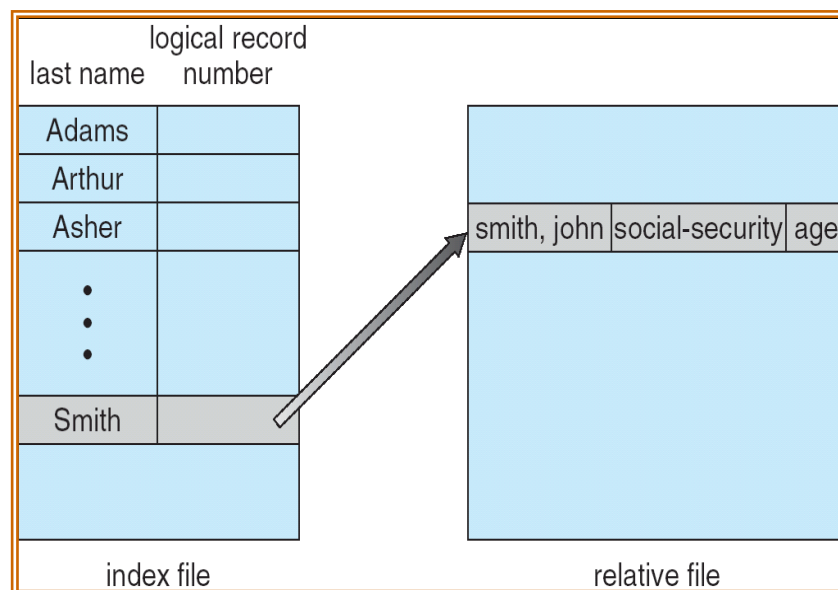 logical record
last name number
Adams
Arthur
Asher
Smith
smith, john social-security age
index file
relative file